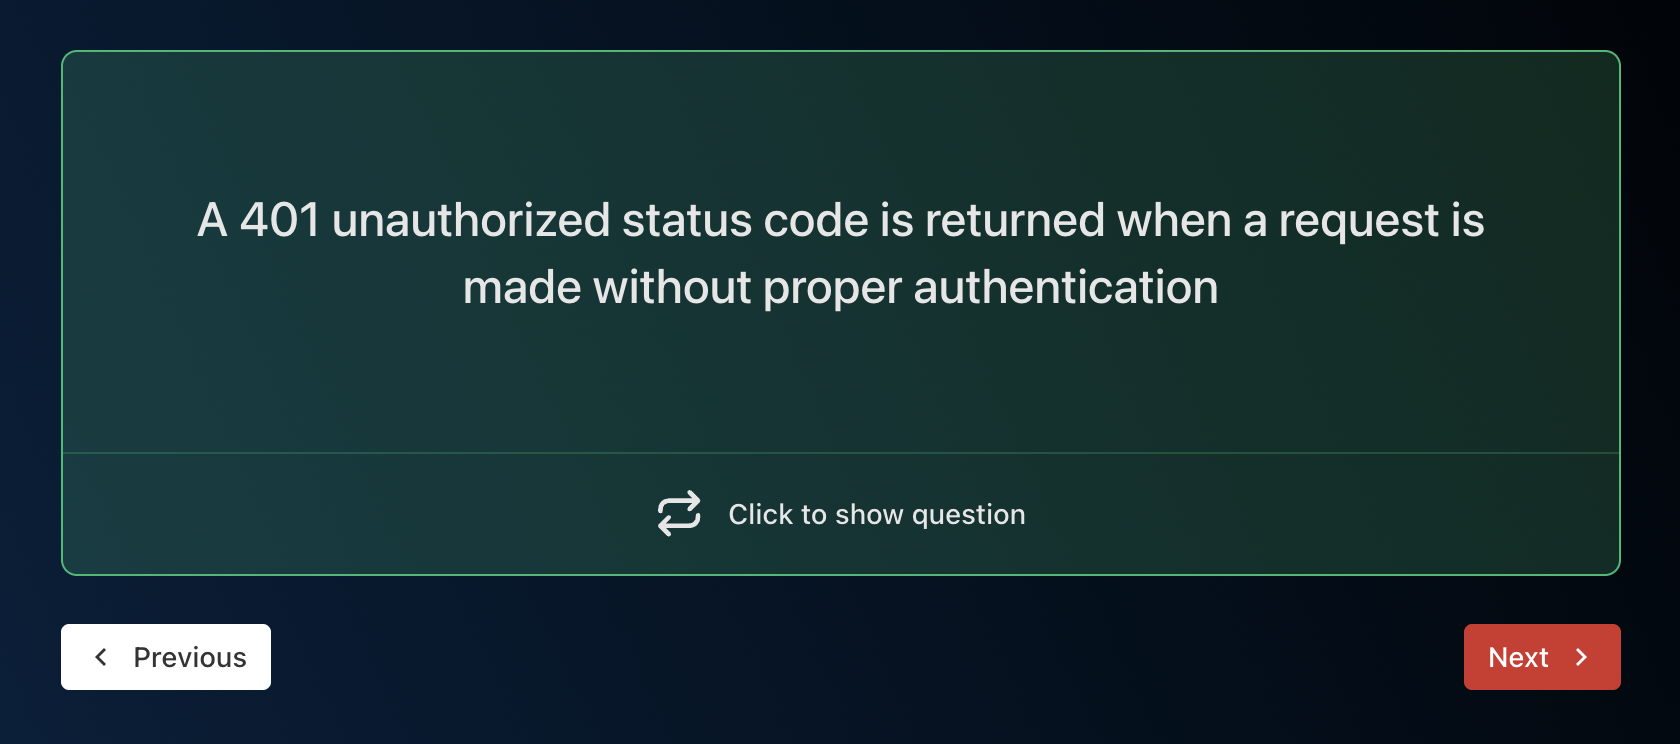 A 401 unauthorized status code is returned when a request is
made without proper authentication
Click to show question
Previous
Next